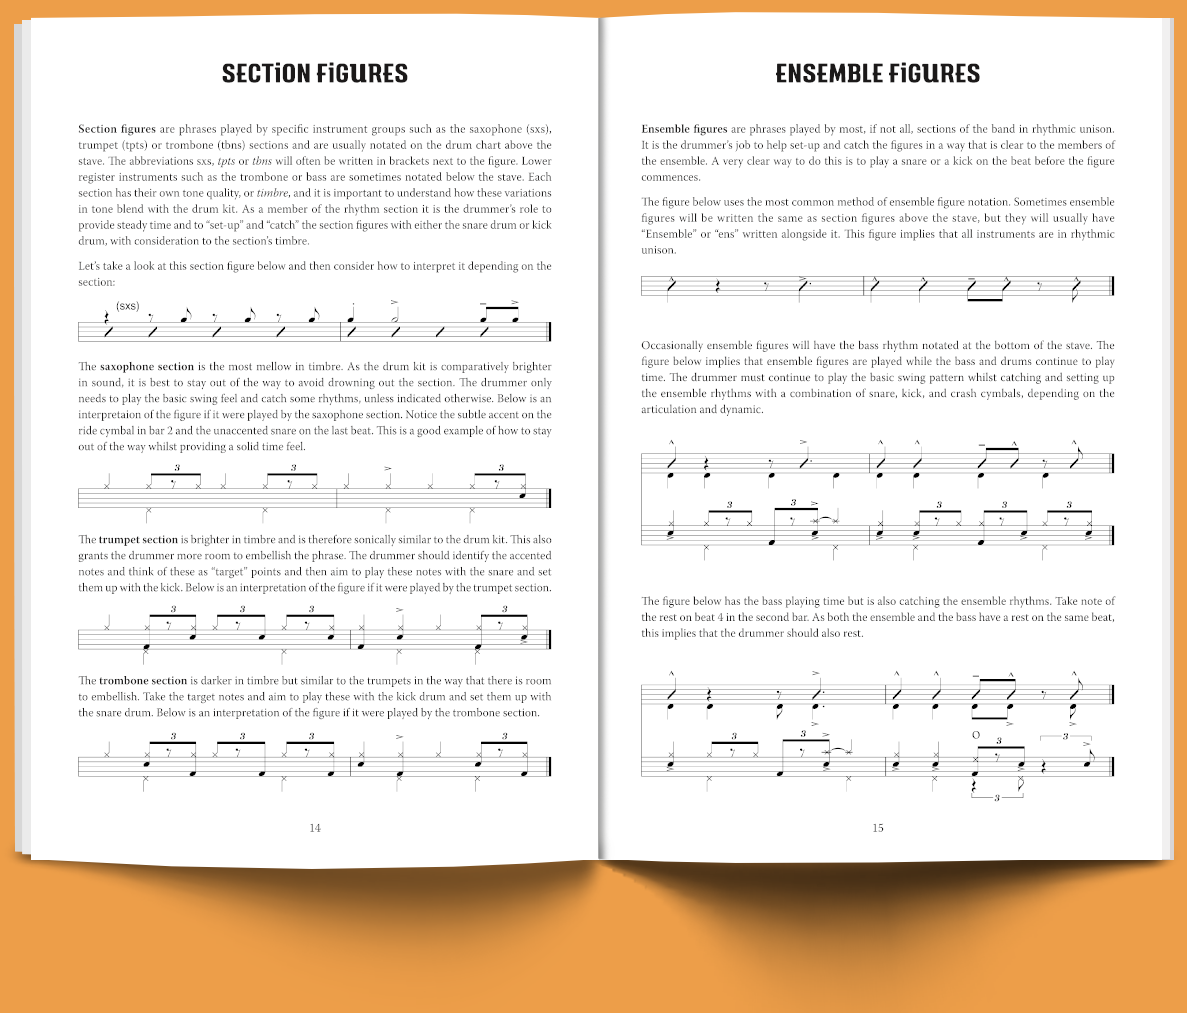 SECTiON FiGURES
Section figures are phrases played by specific instrument groups such as the saxophone (sxs),
trumpet (tpts) or trombone (tbns) sections and are usually notated on the drum chart above the
stave. The abbreviations sxs, tpts or tbns will often be written in brackets next to the figure. Lower
register instruments such as the trombone or bass are sometimes notated below the stave. Each
section has their own tone quality, or timbre, and it is important to understand how these variations
in tone blend with the drum kit. As a member of the rhythm section it is the drummer's role to
provide steady time and to “set-up” and “catch” the section figures with either the snare drum or kick
drum, with consideration to the section's timbre.
Let's take a look at this section figure below and then consider how to interpret it depending on the
section:
(sxs)
The saxophone section is the most mellow in timbre. As the drum kit is comparatively brighter
in sound, it is best to stay out of the way to avoid drowning out the section. The drummer only
needs to play the basic swing feel and catch some rhythms, unless indicated otherwise. Below is an
interpretaion of the figure if it were played by the saxophone section. Notice the subtle accent on the
ride cymbal in bar 2 and the unaccented snare on the last beat. This is a good example of how to stay
out of the way whilst providing a solid time feel.
3 3 3
The trumpet section is brighter in timbre and is therefore sonically similar to the drum kit. This also
grants the drummer more room to embellish the phrase. The drummer should identify the accented
notes and think of these as “target” points and then aim to play these notes with the snare and set
them up with the kick. Below is an interpretation of the figure if it were played by the trumpet section.
3 3 3 3
The trombone section is darker in timbre but similar to the trumpets in the way that there is room
to embellish. Take the target notes and aim to play these with the kick drum and set them up with
the snare drum. Below is an interpretation of the figure if it were played by the trombone section.
3 3 3 3
14
ENSEMBLE FiGURES
Ensemble figures are phrases played by most, if not all, sections of the band in rhythmic unison.
It is the drummer's job to help set-up and catch the figures in a way that is clear to the members of
the ensemble. A very clear way to do this is to play a snare or a kick on the beat before the figure
commences.
The figure below uses the most common method of ensemble figure notation. Sometimes ensemble
figures will be written the same as section figures above the stave, but they will usually have
“Ensemble” or “ens” written alongside it. This figure implies that all instruments are in rhythmic
unison.
Occasionally ensemble figures will have the bass rhythm notated at the bottom of the stave. The
figure below implies that ensemble figures are played while the bass and drums continue to play
time. The drummer must continue to play the basic swing pattern whilst catching and setting up
the ensemble rhythms with a combination of snare, kick, and crash cymbals, depending on the
articulation and dynamic.
3 3 3 3 3
The figure below has the bass playing time but is also catching the ensemble rhythms. Take note of
the rest on beat 4 in the second bar. As both the ensemble and the bass have a rest on the same beat,
this implies that the drummer should also rest.
3 3 3 3
3
15